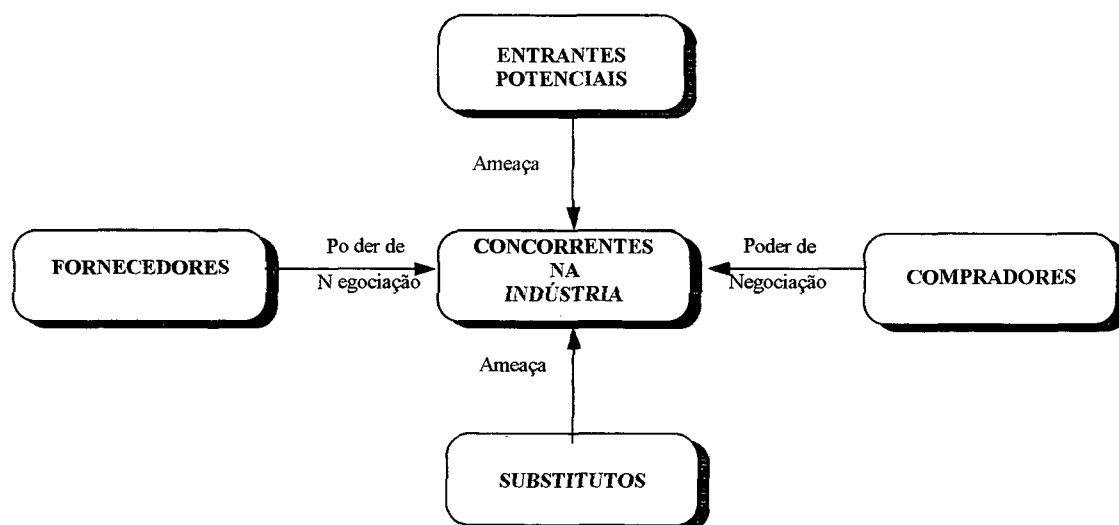 ENTRANTES
POTENCIAIS
Ameaça
FORNECEDORES
Po der de
N egociação
CONCORRENTES
NA
INDÚSTRIA
Poder de
Negociação
COMPRADORES
Ameaça
SUBSTITUTOS